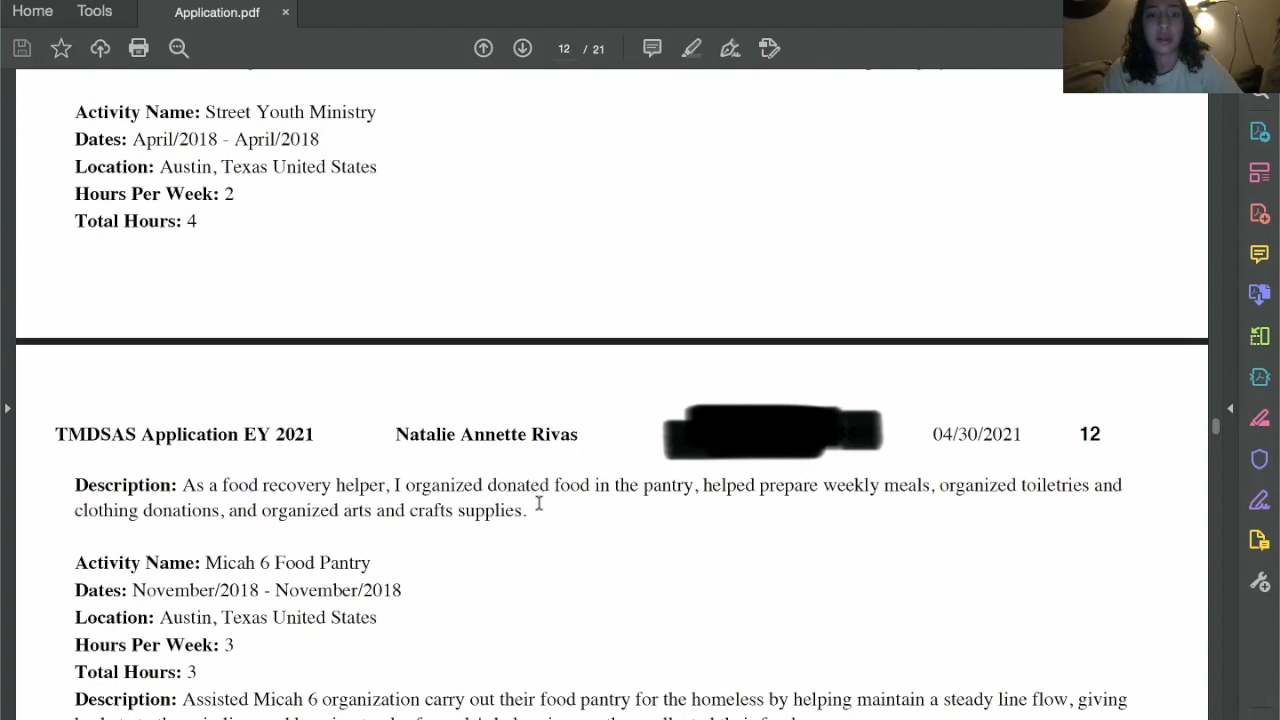 Home Tools Application.pdf ×
12 / 21
Activity Name: Street Youth Ministry
Dates: April/2018 - April/2018
Location: Austin, Texas United States
Hours Per Week: 2
Total Hours: 4
TMDSAS Application EY 2021 Natalie Annette Rivas 04/30/2021 12
Description: As a food recovery helper, I organized donated food in the pantry, helped prepare weekly meals, organized toiletries and
clothing donations, and organized arts and crafts supplies.
Activity Name: Micah 6 Food Pantry
Dates: November/2018 - November/2018
Location: Austin, Texas United States
Hours Per Week: 3
Total Hours: 3
Description: Assisted Micah 6 organization carry out their food pantry for the homeless by helping maintain a steady line flow, giving